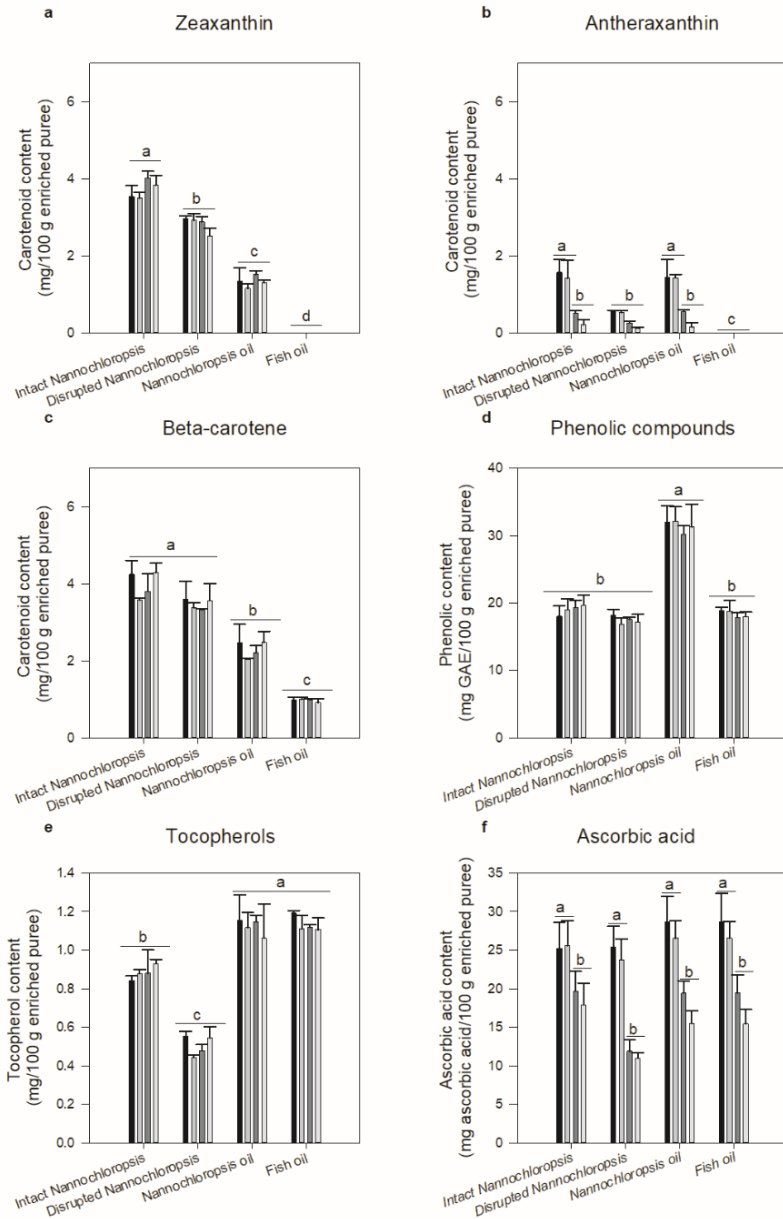 a
Zeaxanthin
Carotenoid content
(mg/100 g enriched puree)
6
4
2
0
a
b
c
d
Intact Nannochloropsis
Disrupted Nannochloropsis
Nannochloropsis oil
Fish oil
b
Antheraxanthin
Carotenoid content
(mg/100 g enriched puree)
6
4
2
0
a
b
b
a
b
c
Intact Nannochloropsis
Disrupted Nannochloropsis
Nannochloropsis oil
Fish oil
c
Beta-carotene
Carotenoid content
(mg/100 g enriched puree)
6
4
2
0
a
b
c
Intact Nannochloropsis
Disrupted Nannochloropsis
Nannochloropsis oil
Fish oil
d
Phenolic compounds
Phenolic content
(mg GAE/100 g enriched puree)
40
30
20
10
0
b
a
b
Intact Nannochloropsis
Disrupted Nannochloropsis
Nannochloropsis oil
Fish oil
e
Tocopherols
Tocopherol content
(mg/100 g enriched puree)
1.4
1.2
1.0
0.8
0.6
0.4
0.2
0.0
b
c
a
Intact Nannochloropsis
Disrupted Nannochloropsis
Nannochloropsis oil
Fish oil
f
Ascorbic acid
Ascorbic acid content
(mg ascorbic acid/100 g enriched puree)
35
30
25
20
15
10
5
0
a
b
a
b
a
b
a
b
Intact Nannochloropsis
Disrupted Nannochloropsis
Nannochloropsis oil
Fish oil